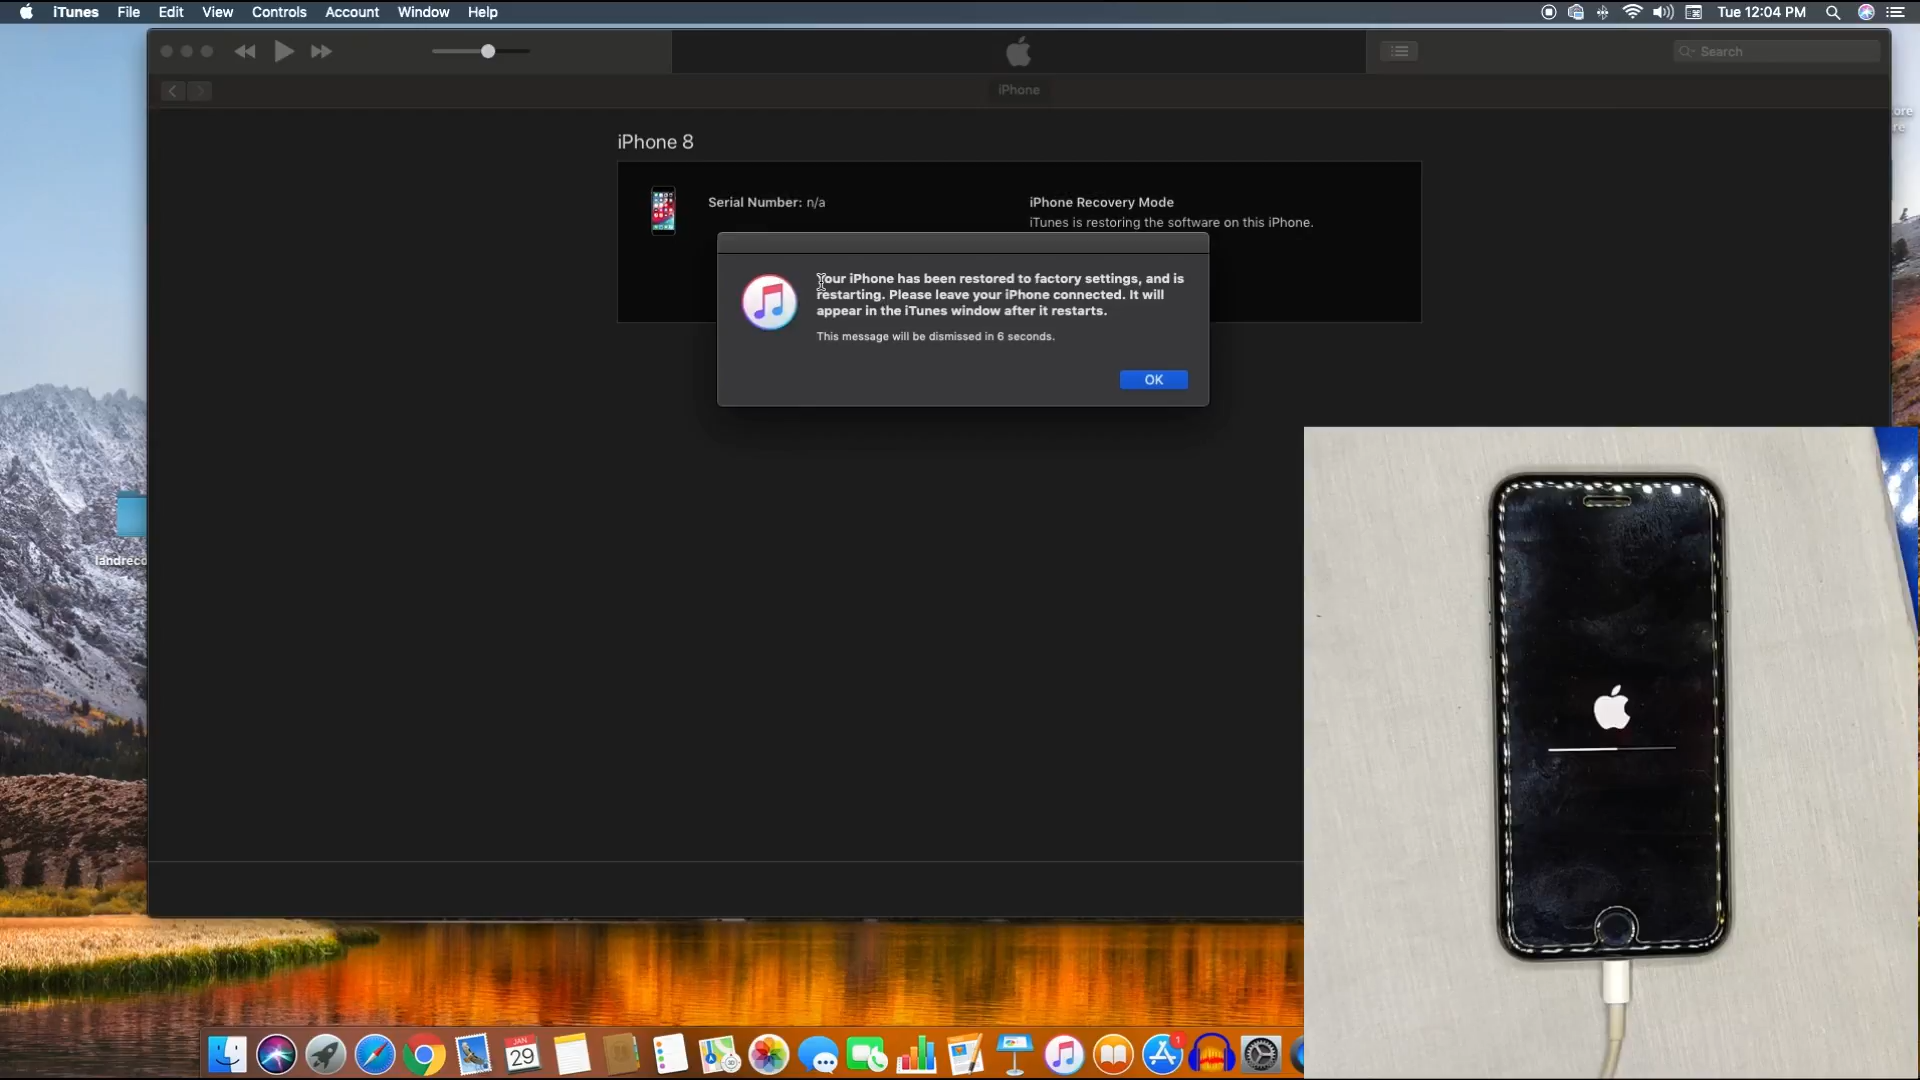 iTunes File Edit View Controls Account Window Help
Tue 12:04 PM
Search
iPhone
iPhone 8
Serial Number: n/a
iPhone Recovery Mode
iTunes is restoring the software on this iPhone.
Your iPhone has been restored to factory settings, and is
restarting. Please leave your iPhone connected. It will
appear in the iTunes window after it restarts.
This message will be dismissed in 6 seconds.
OK
landreco
JAN
29
1